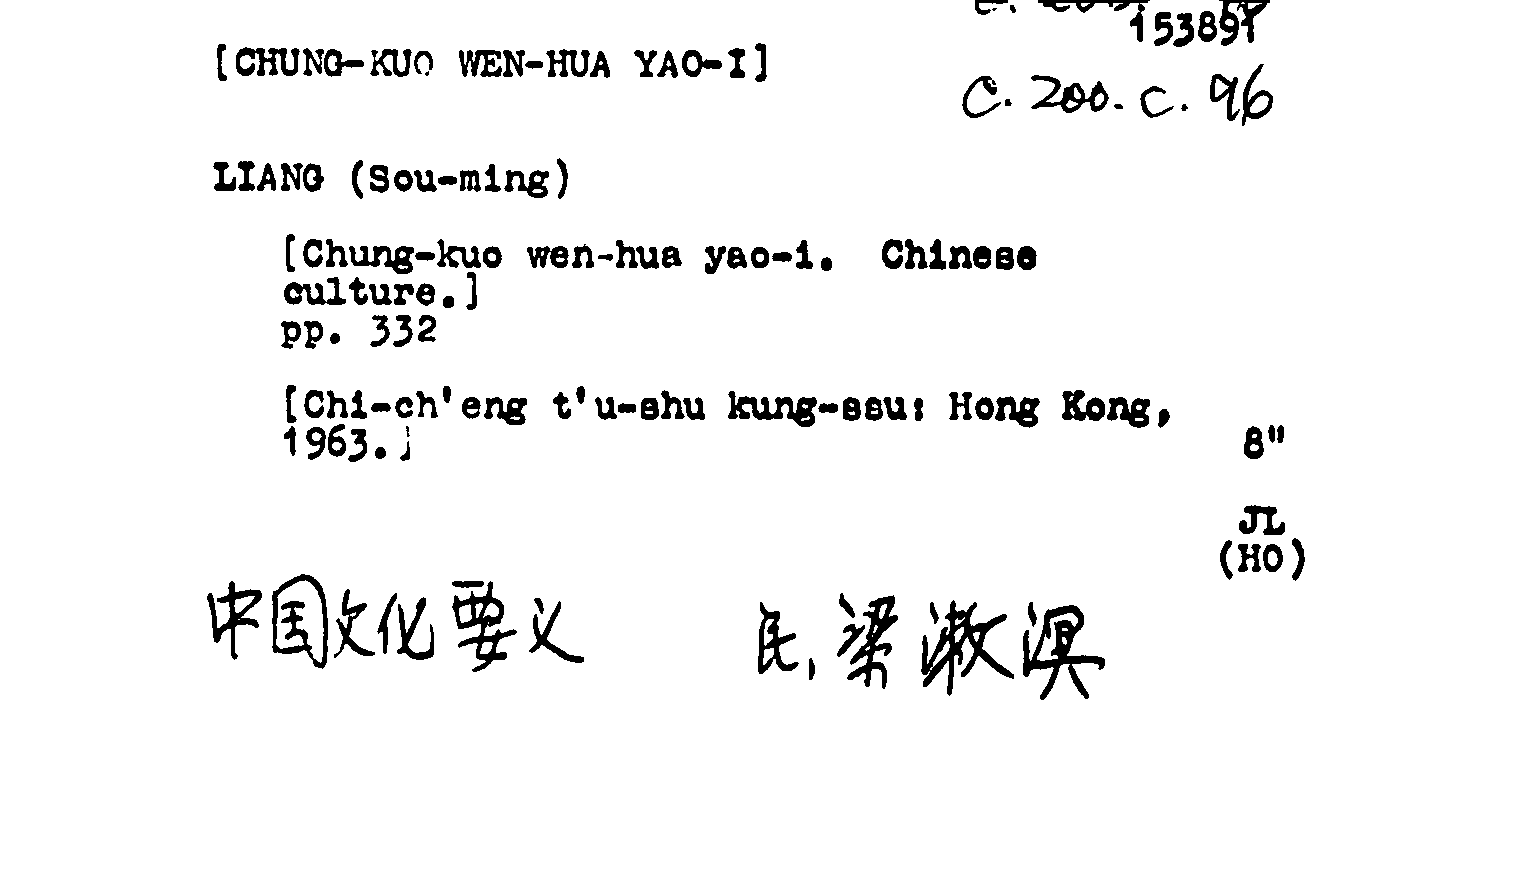 153891
[CHUNG-KUO WEN-HUA YAO-I]
C. 200. c. 96
LIANG (Sou-ming)
[Chung-kuo wen-hua yao-i. Chinese
culture.]
pp. 332
[Chi-ch'eng t'u-shu kung-ssu: Hong Kong,
1963.]
8"
JL
(HO)
中国文化要义 民,梁漱溟